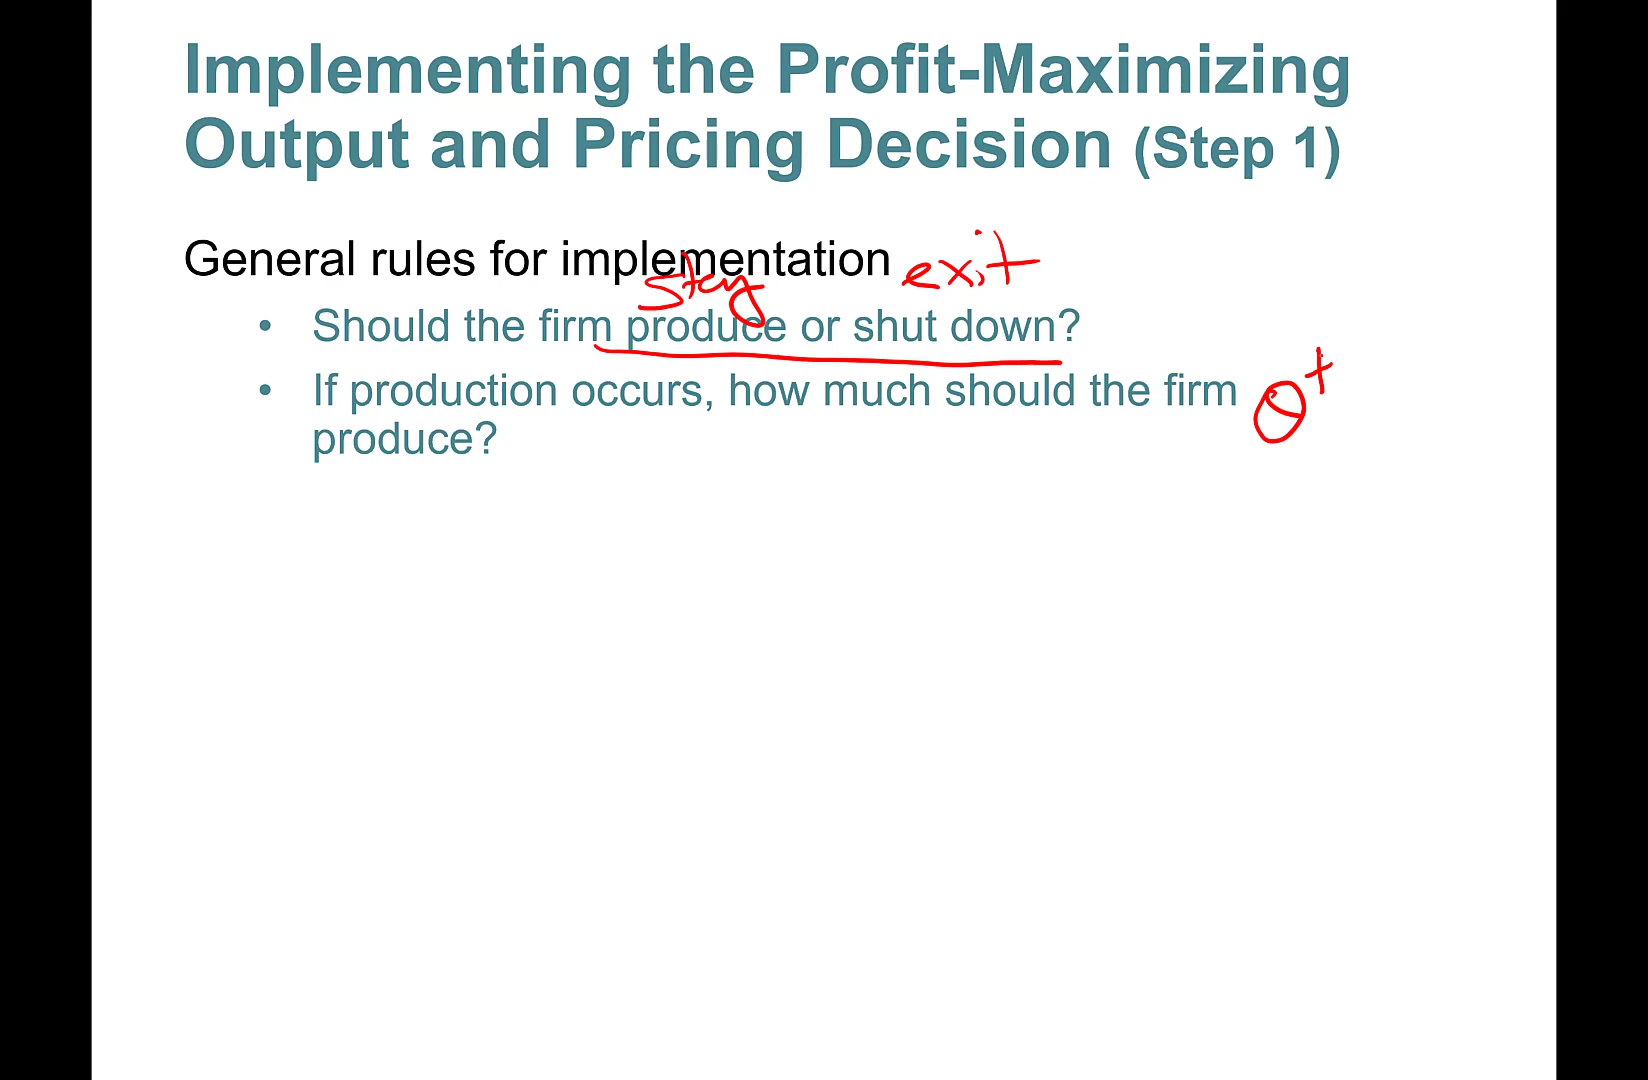 Implementing the Profit-Maximizing
Output and Pricing Decision (Step 1)
General rules for implementation exit
stay
• Should the firm produce or shut down?
• If production occurs, how much should the firm
produce?